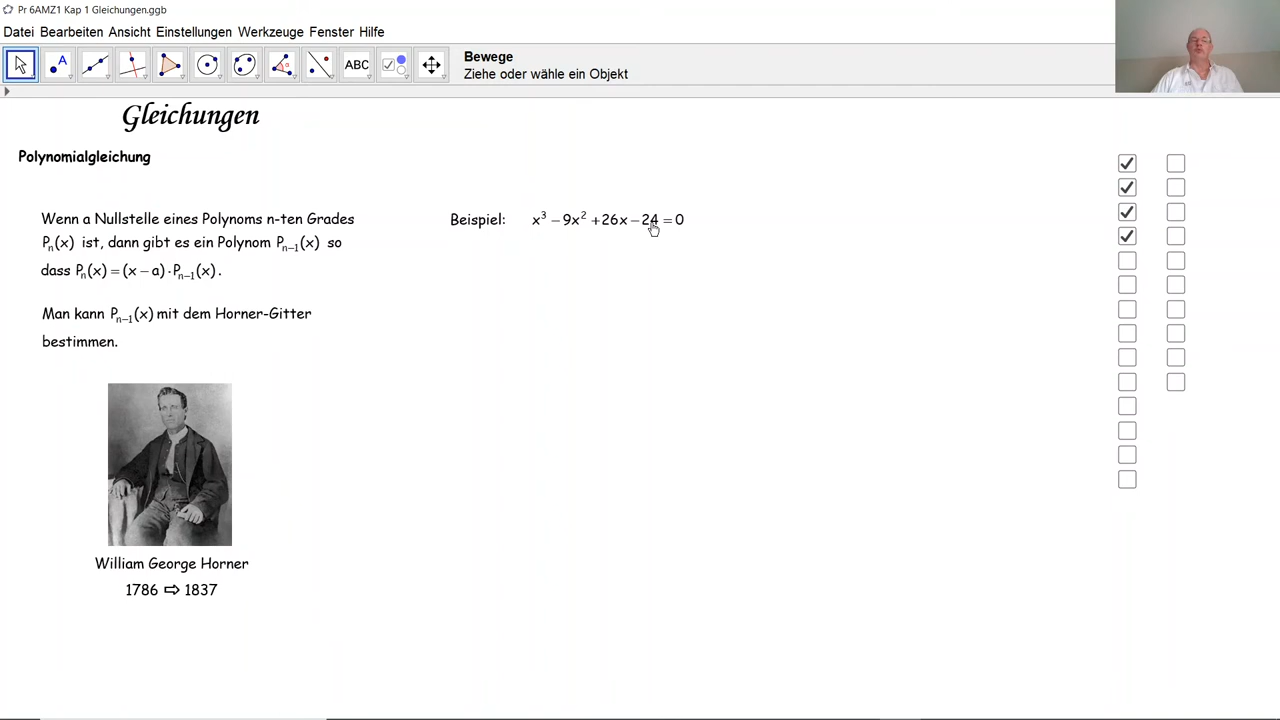 Pr 6AMZ1 Kap 1 Gleichungen.ggb
Datei Bearbeiten Ansicht Einstellungen Werkzeuge Fenster Hilfe
A
ABC
Bewege
Ziehe oder wähle ein Objekt
Gleichungen
Polynomialgleichung
Wenn a Nullstelle eines Polynoms n-ten Grades
Pₙ(x) ist, dann gibt es ein Polynom Pₙ₋₁(x) so
dass Pₙ(x) = (x − a) · Pₙ₋₁(x).
Man kann Pₙ₋₁(x) mit dem Horner-Gitter
bestimmen.
Beispiel: x³ − 9x² + 26x − 24 = 0
William George Horner
1786 ⇨ 1837